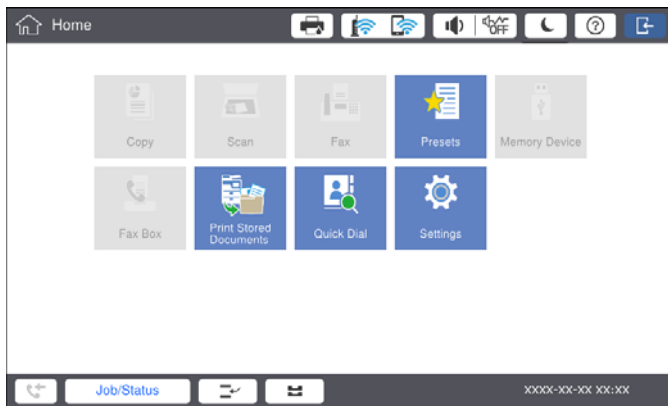 Home
OFF
?
Copy
Scan
Fax
Presets
Memory Device
Fax Box
Print Stored
Documents
Quick Dial
Settings
Job/Status
XXXX-XX-XX XX:XX